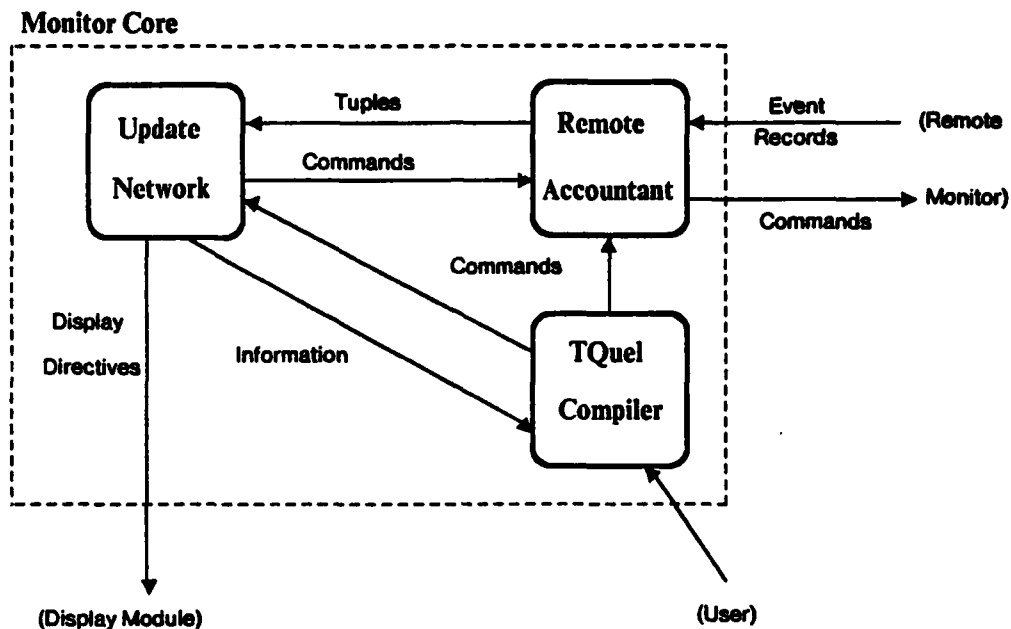 Monitor Core
Update
Network
Tuples
Commands
Remote
Accountant
Event
Records
(Remote
Monitor)
Commands
Commands
Display
Directives
Information
TQuel
Compiler
(Display Module)
(User)